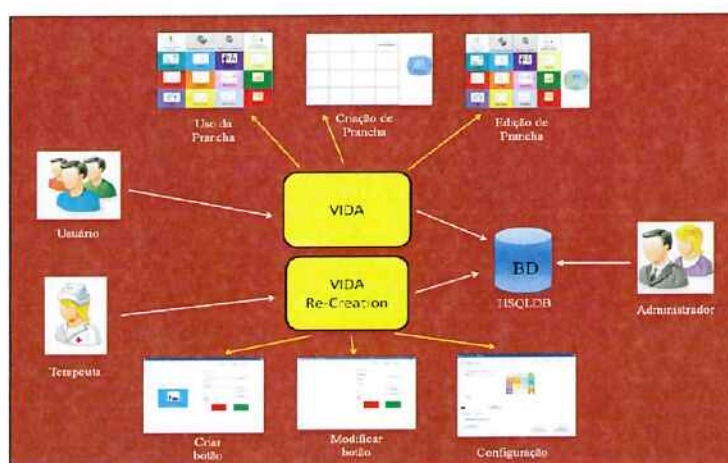 Uso da
Prancha
Criação de
Prancha
Edição de
Prancha
Usuário
VIDA
BD
HSQLDB
Administrador
VIDA
Re-Creation
Terapeuta
Criar
botão
Modificar
botão
Configuração